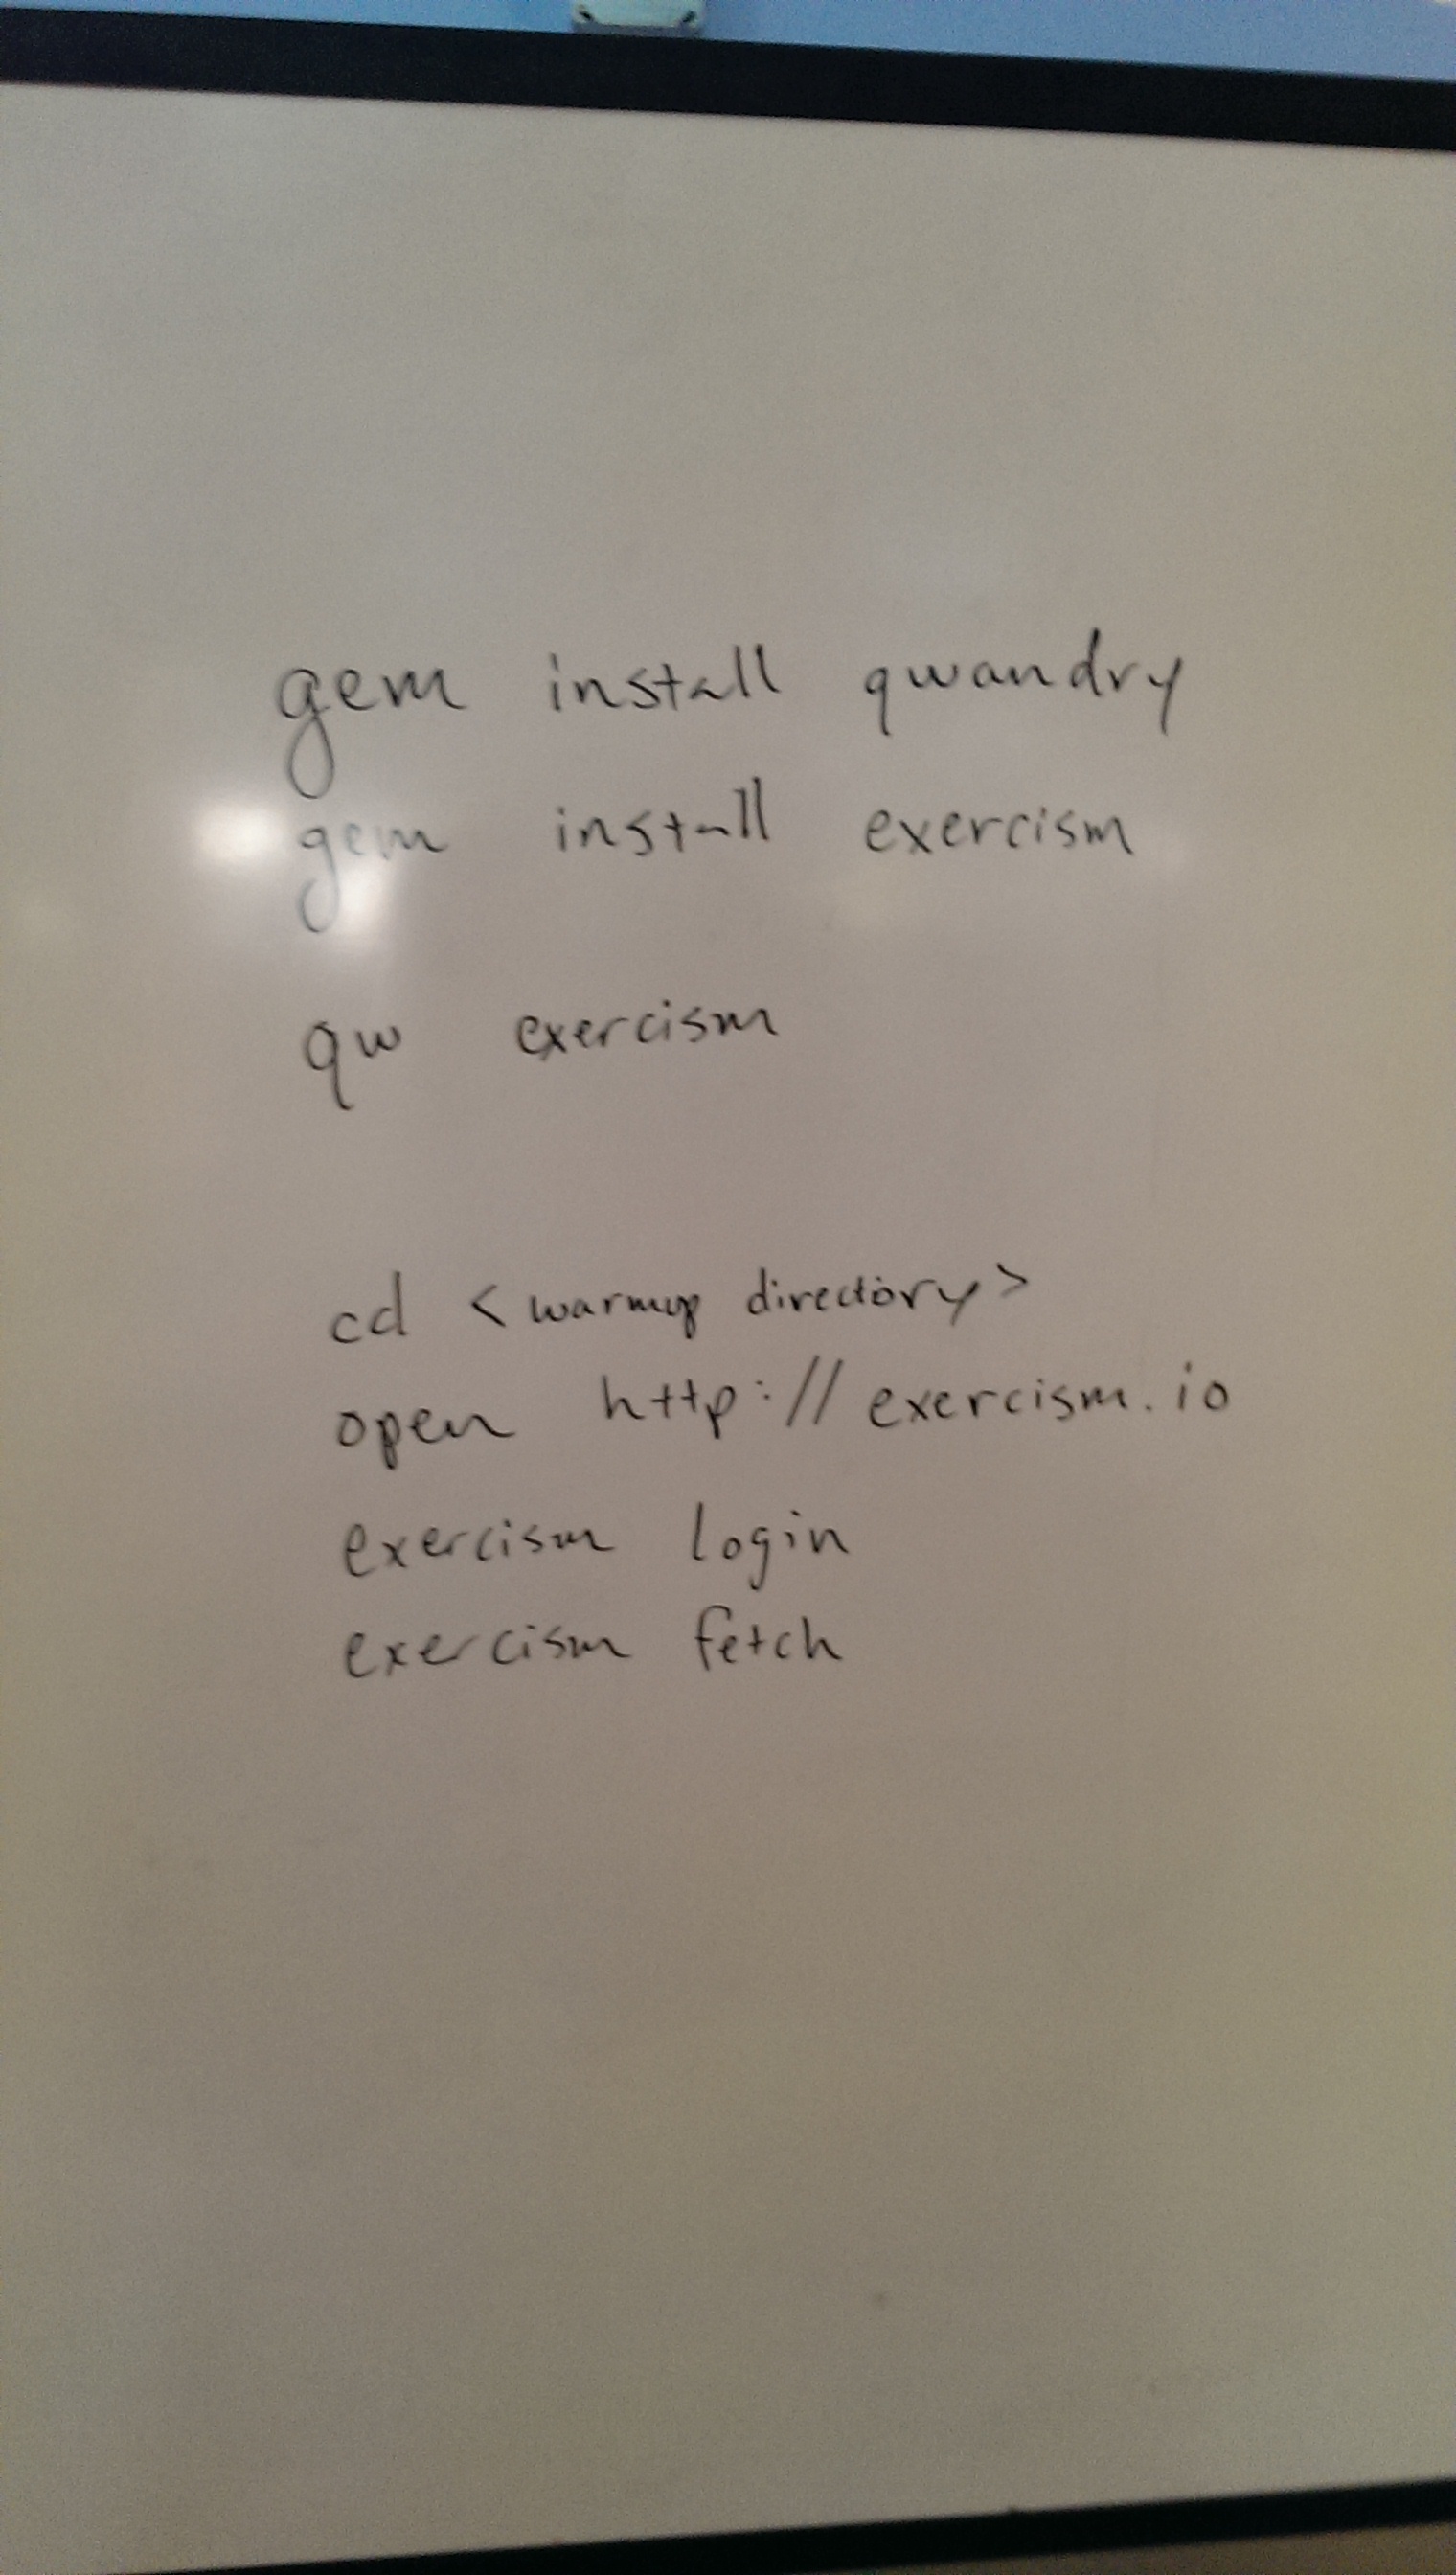 gem install qwandry
gem install exercism
qw exercism
cd <warmup directory>
open http://exercism.io
exercism login
exercism fetch